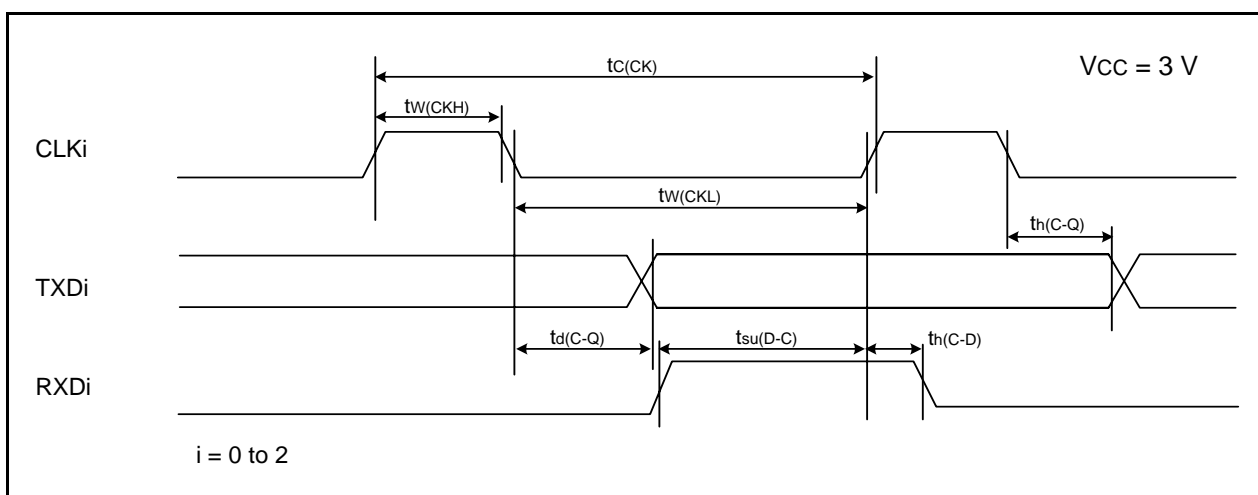 tC(CK)
VCC = 3 V
tW(CKH)
CLKi
tW(CKL)
th(C-Q)
TXDi
td(C-Q)
tsu(D-C)
th(C-D)
RXDi
i = 0 to 2